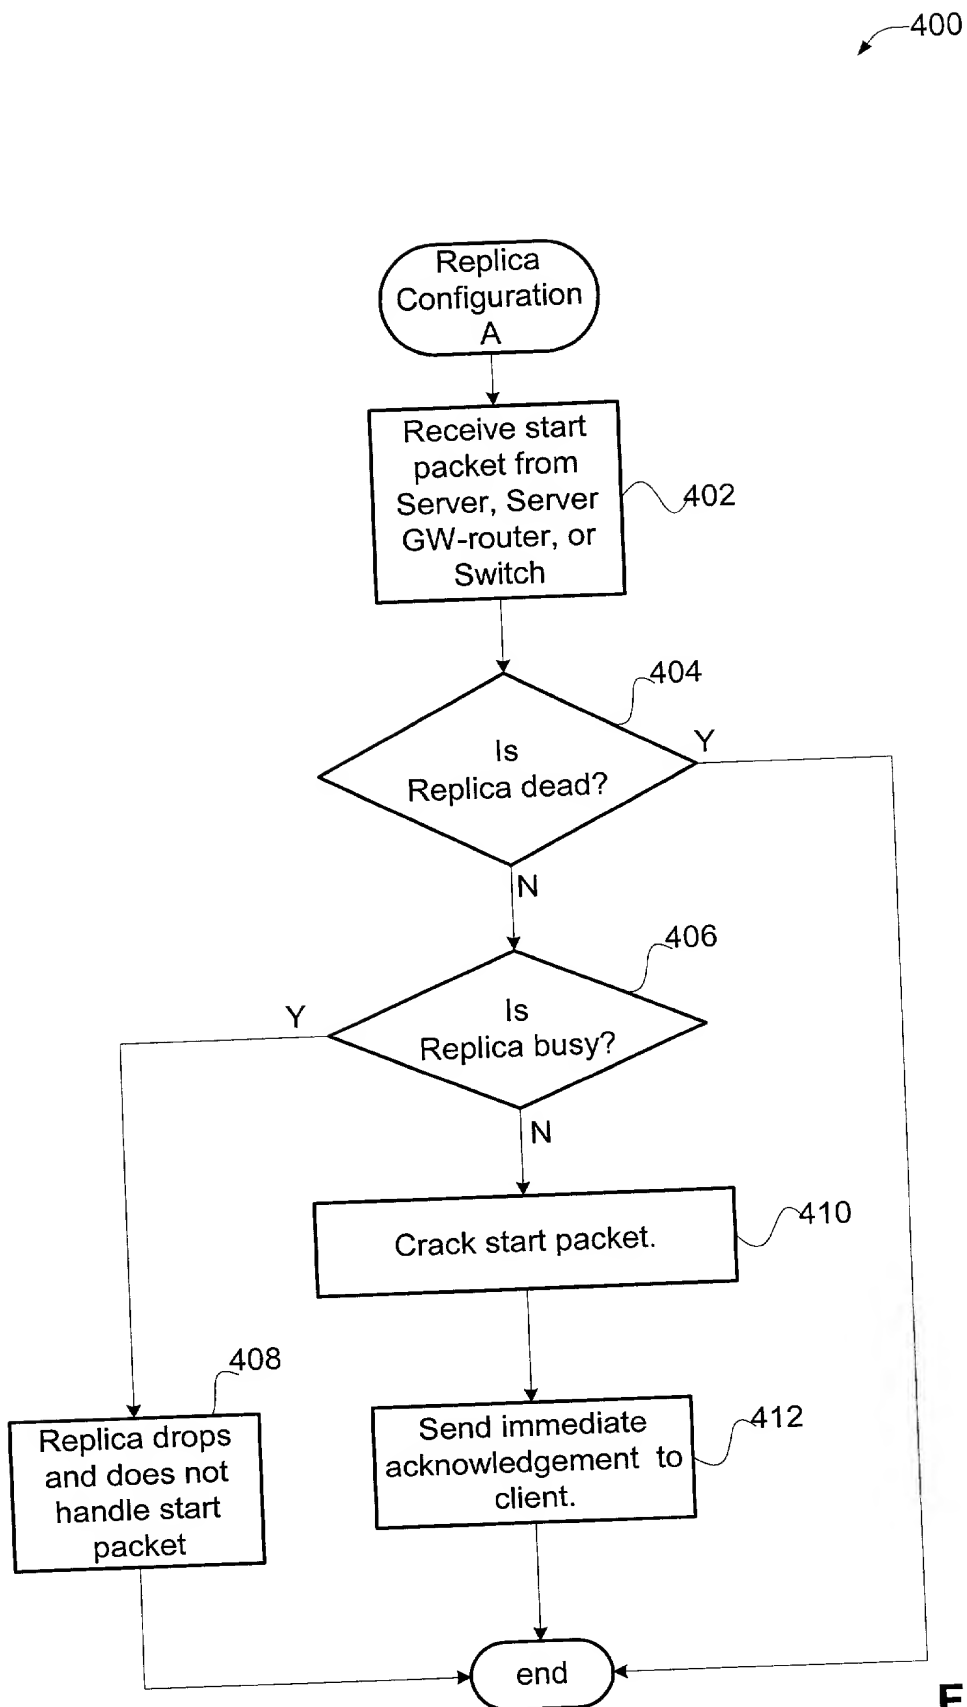 400
Replica
Configuration
A
Receive start
packet from
Server, Server
GW-router, or
Switch
402
404
Is
Replica dead?
Y
N
406
Is
Replica busy?
Y
N
Crack start packet.
410
408
Replica drops
and does not
handle start
packet
Send immediate
acknowledgement to
client.
412
end